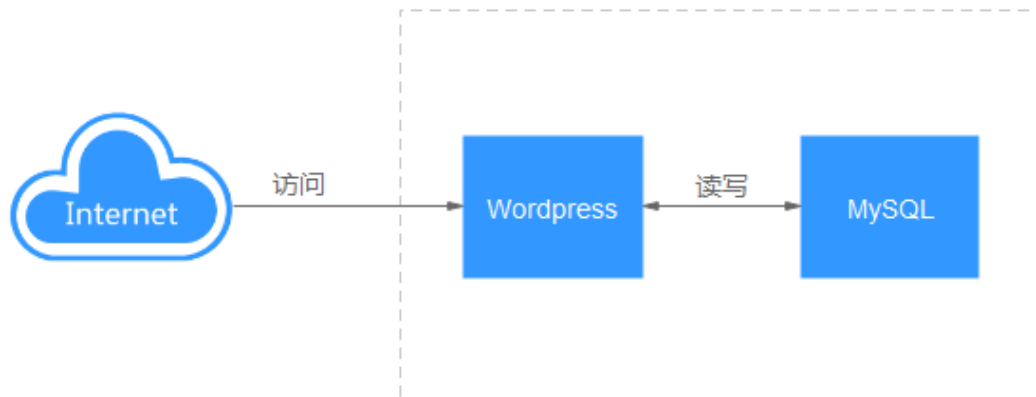 Internet
访问
Wordpress
读写
MySQL